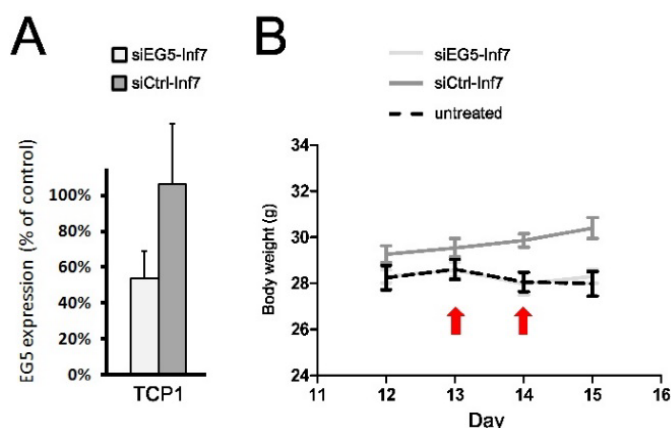 A
siEG5-Inf7
siCtrl-Inf7
EG5 expression (% of control)
100%
80%
60%
40%
20%
0%
TCP1
B
siEG5-Inf7
siCtrl-Inf7
untreated
Body weight (g)
34
32
30
28
26
24
11 12 13 14 15 16
Day